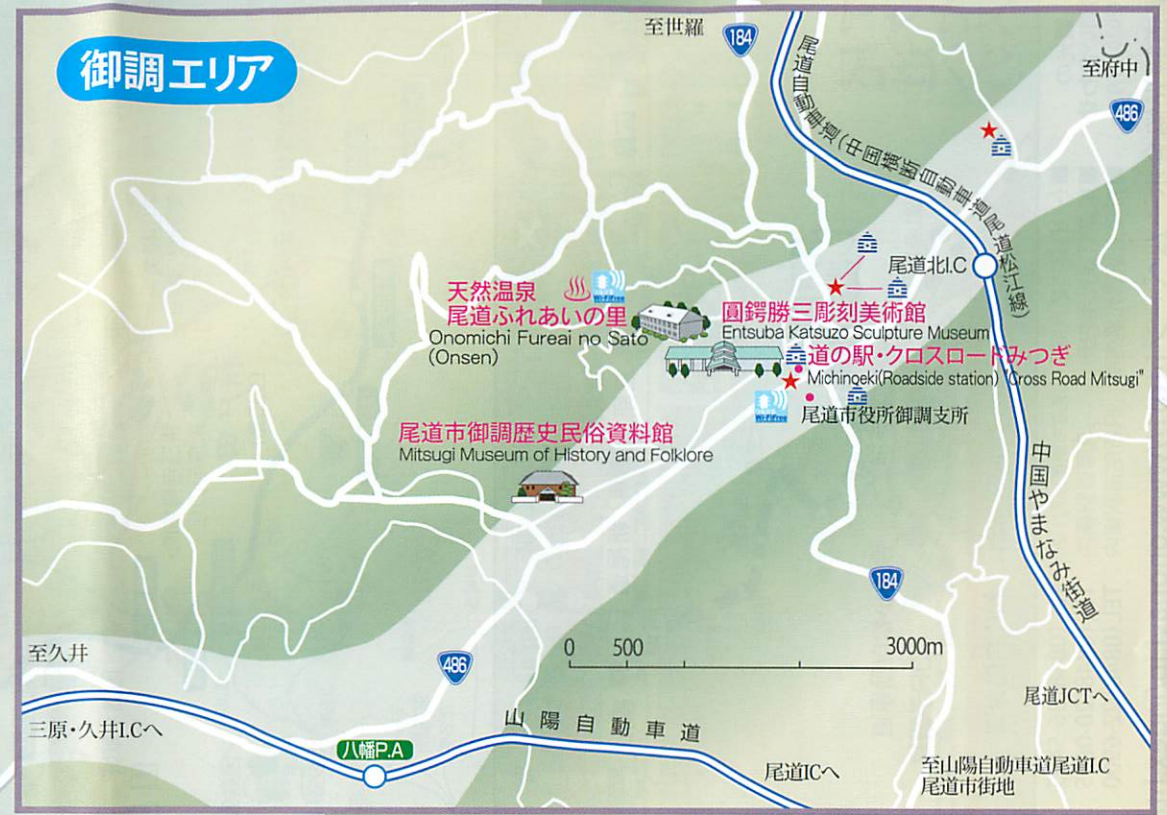 御調エリア
至世羅
184
至府中
486
尾道自動車道(中国横断自動車道尾道松江線)
尾道北I.C
天然温泉
尾道ふれあいの里
Onomichi Fureai no Sato
(Onsen)
Wi-Fi Free
圓鍔勝三彫刻美術館
Entsuba Katsuzo Sculpture Museum
道の駅・クロスロードみつぎ
Michinoeki(Roadside station) "Cross Road Mitsugi"
Wi-Fi Free
尾道市役所御調支所
尾道市御調歴史民俗資料館
Mitsugi Museum of History and Folklore
中国やまなみ街道
184
0 500 3000m
至久井
486
三原・久井I.Cへ
山陽自動車道
八幡P.A
尾道JCTへ
尾道ICへ
至山陽自動車道尾道I.C
尾道市街地